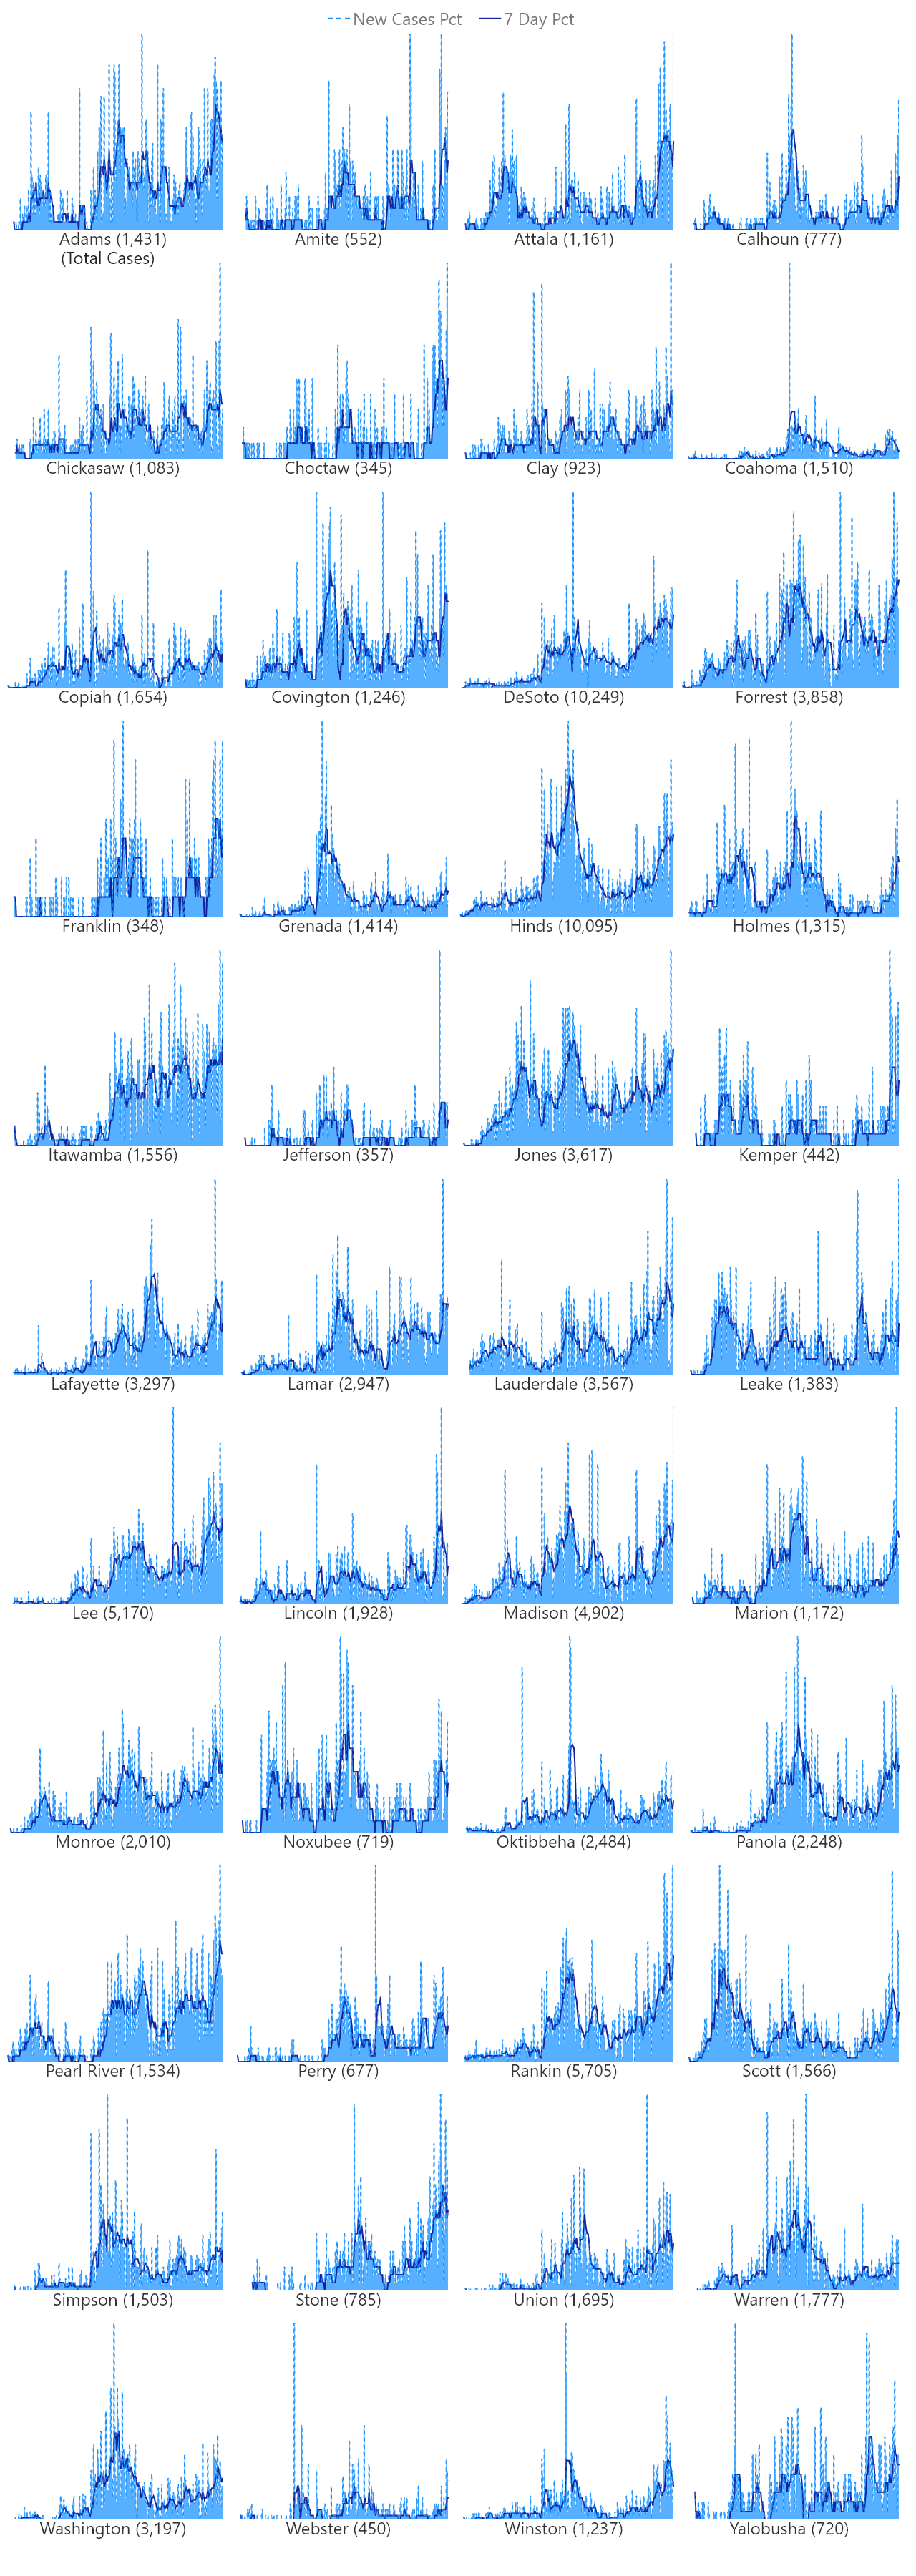 New Cases Pct 7 Day Pct
Adams (1,431) Amite (552) Attala (1,161) Calhoun (777)
(Total Cases)
Chickasaw (1,083) Choctaw (345) Clay (923) Coahoma (1,510)
Copiah (1,654) Covington (1,246) DeSoto (10,249) Forrest (3,858)
Franklin (348) Grenada (1,414) Hinds (10,095) Holmes (1,315)
Itawamba (1,556) Jefferson (357) Jones (3,617) Kemper (442)
Lafayette (3,297) Lamar (2,947) Lauderdale (3,567) Leake (1,383)
Lee (5,170) Lincoln (1,928) Madison (4,902) Marion (1,172)
Monroe (2,010) Noxubee (719) Oktibbeha (2,484) Panola (2,248)
Pearl River (1,534) Perry (677) Rankin (5,705) Scott (1,566)
Simpson (1,503) Stone (785) Union (1,695) Warren (1,777)
Washington (3,197) Webster (450) Winston (1,237) Yalobusha (720)